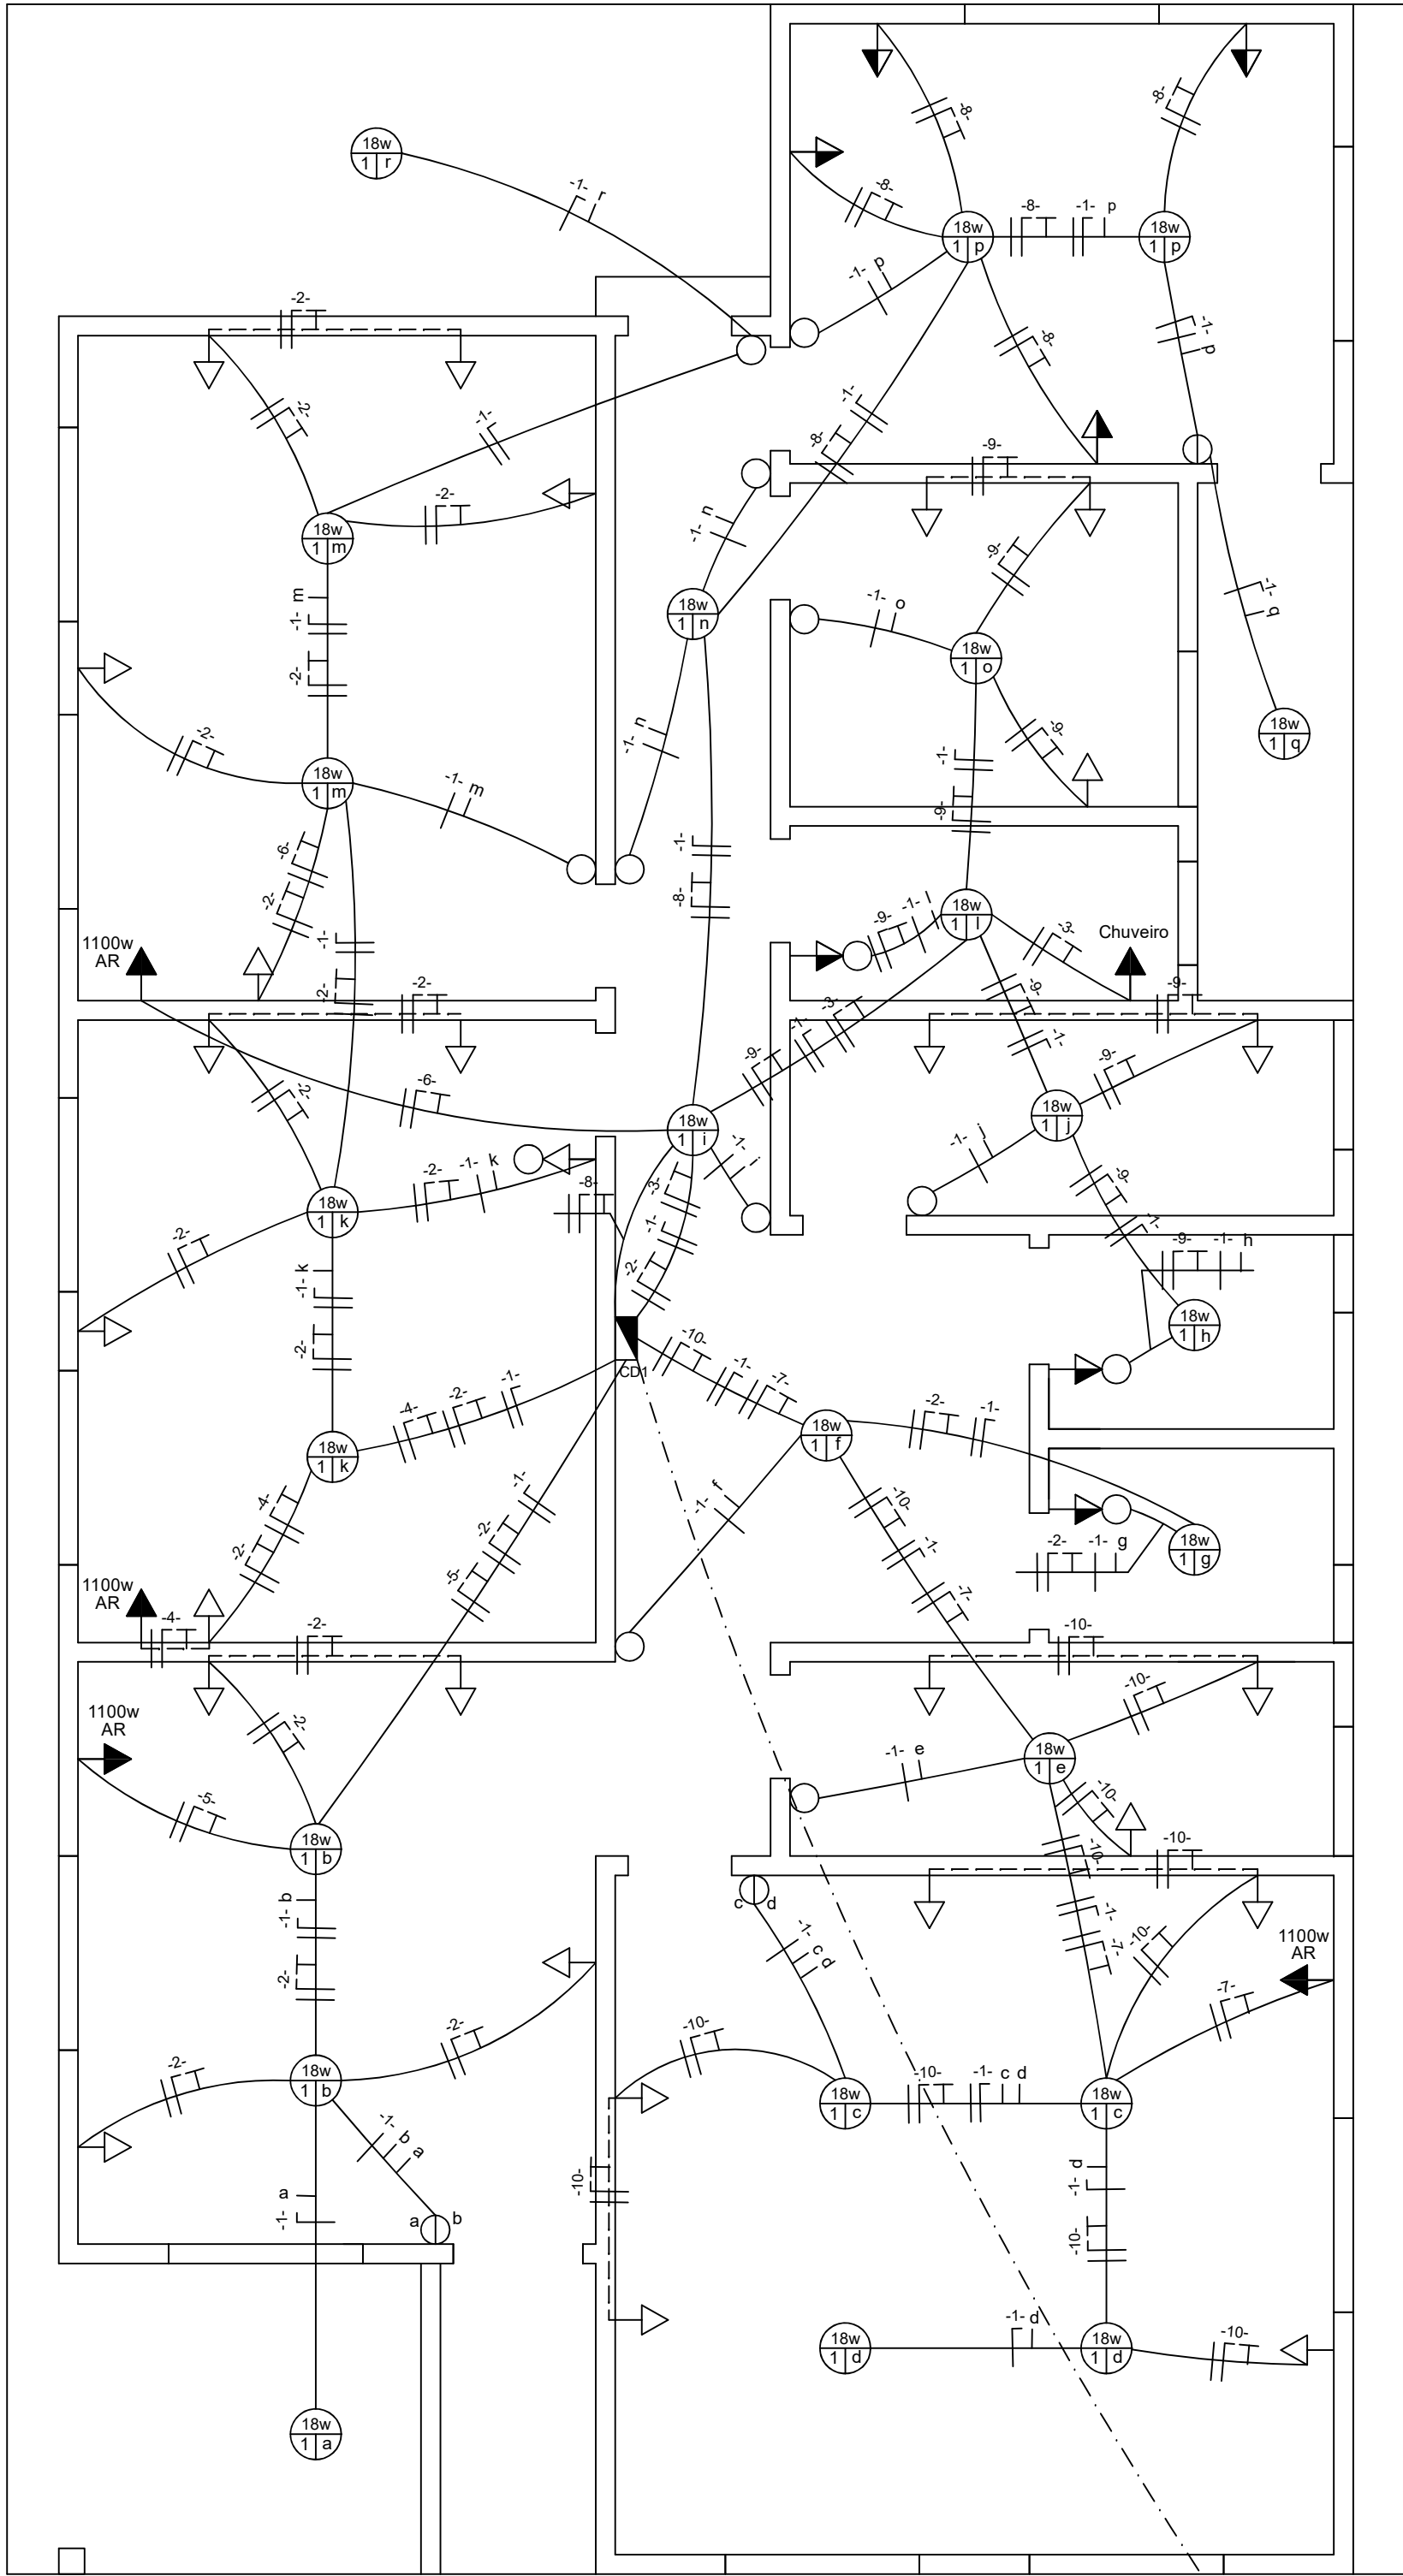 -8-
-8-
18w
1 r
-1- r
-8-
18w
1 p
-8-
-1- p
18w
1 p
-1- p
-2-
-8-
-1- p
-2-
-1-
-1-
-8-
-9-
-2-
18w
1 m
-1- n
-9-
-1- m
18w
1 n
-1- o
-1- q
-2-
18w
1 o
-2-
-1- n
-9-
18w
1 q
18w
1 m
-1- m
-1-
-9-
-6-
-1-
-2-
-8-
-9-
-1- l
18w
1 l
-3-
Chuveiro
1100w
AR
-1-
-2-
-2-
-3-
-1-
-9-
-9-
-9-
-1-
-2-
-6-
-9-
18w
1 i
18w
1 j
-1- i
-1- j
-2-
-1- k
-8-
-3-
-9-
18w
1 k
-2-
-1-
-1-
-9-
-1- h
-1- k
-2-
18w
1 h
-2-
CD1
-10-
-1-
-7-
-4-
-2-
-1-
18w
1 f
-2-
-1-
18w
1 k
-1-
-1- f
-10-
-4-
-2-
-2-
-5-
-1-
-2-
-1- g
18w
1 g
1100w
AR
-4-
-2-
-7-
-10-
-2-
-10-
1100w
AR
-1- e
18w
1 e
-5-
-10-
18w
1 b
-10-
-10-
-1- b
c d
-1-
-1- c d
-7-
-10-
1100w
AR
-2-
-7-
-2-
-10-
-2-
18w
1 b
-10-
-1- c d
18w
1 c
18w
1 c
-1- b a
-10-
-1- d
a
-1-
a b
-10-
-1- d
18w
1 d
18w
1 d
-10-
18w
1 a